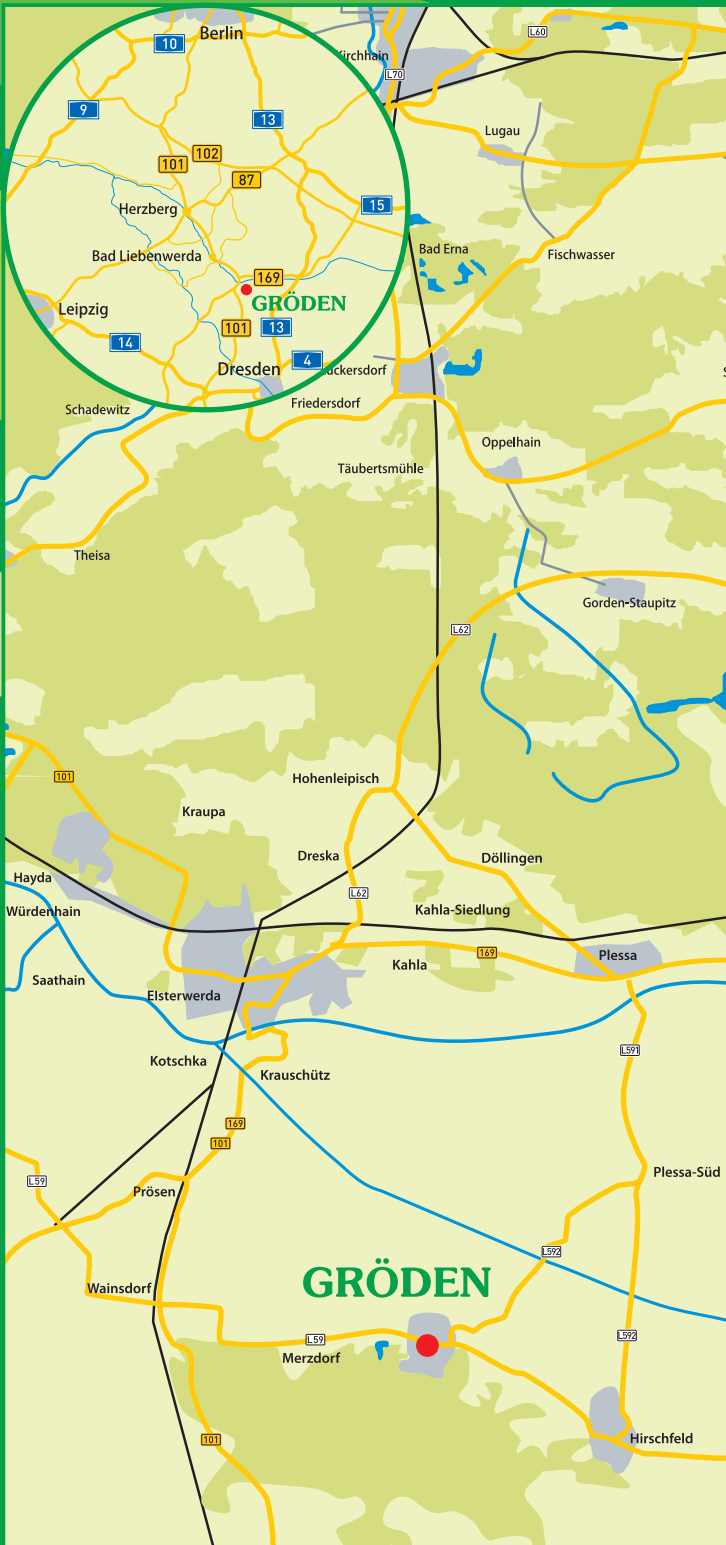 Berlin
10
L60
9
L70
13
Lugau
102
101
87
Herzberg
15
Bad Erna
Fischwasser
Bad Liebenwerda
169
GRÖDEN
Leipzig
101
13
14
4
Dresden
Friedersdorf
Schadewitz
Oppelhain
Täubertsmühle
Theisa
Gorden-Staupitz
L62
101
Hohenleipisch
Kraupa
Dreska
Döllingen
Hayda
L62
Würdenhain
Kahla-Siedlung
169
Plessa
Kahla
Saathain
Elsterwerda
L591
Kotschka
Krauschütz
169
101
Plessa-Süd
L59
Prösen
L592
GRÖDEN
Wainsdorf
L592
L59
Merzdorf
Hirschfeld
101